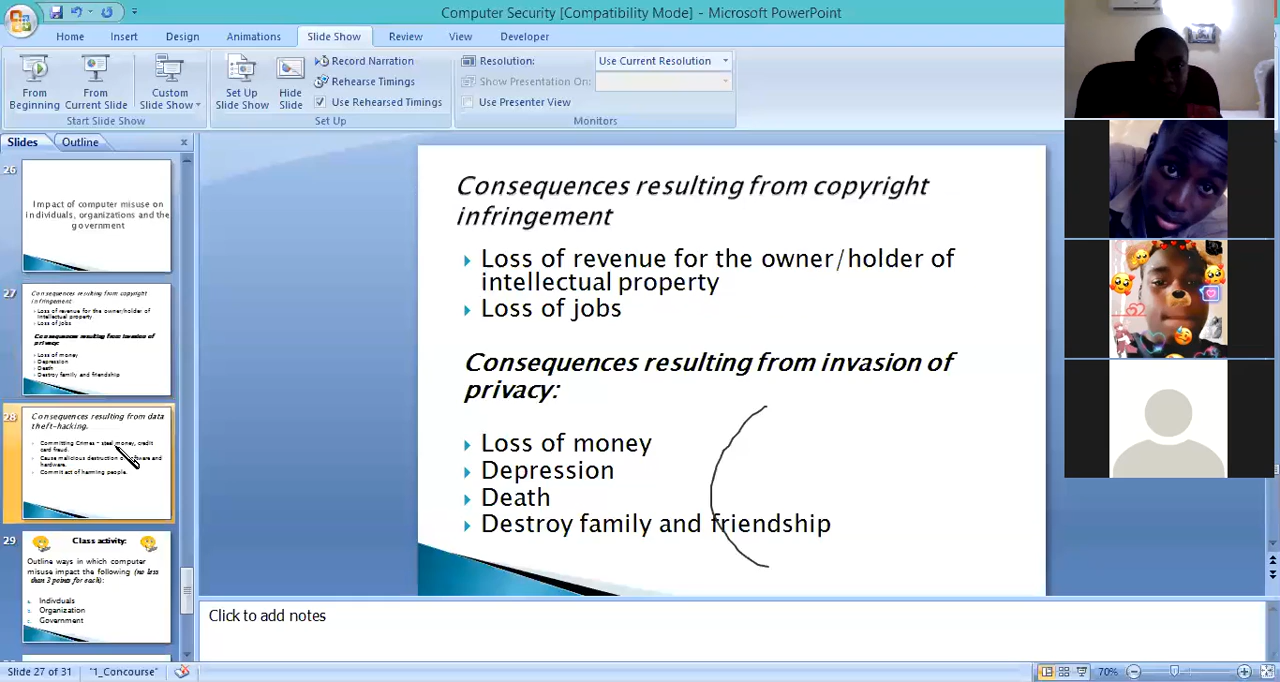 Computer Security [Compatibility Mode] - Microsoft PowerPoint
Home Insert Design Animations Slide Show Review View Developer
From Beginning
From Current Slide
Custom Slide Show
Start Slide Show
Set Up Slide Show
Hide Slide
Record Narration
Rehearse Timings
Use Rehearsed Timings
Set Up
Resolution: Use Current Resolution
Show Presentation On:
Use Presenter View
Monitors
Slides Outline
26
Impact of computer misuse on
individuals, organizations and the
government
27
Consequences resulting from copyright
infringement
Loss of revenue for the owner/holder of
intellectual property
Loss of jobs
Consequences resulting from invasion of
privacy:
Loss of money
Depression
Death
Destroy family and friendship
28
Consequences resulting from data
theft-hacking.
Committing Crimes - steal money, credit
card fraud.
Cause malicious destruction of software and
hardware.
Commit act of harming people.
29
Class activity:
Outline ways in which computer
misuse impact the following (no less
than 3 points for each):
Individuals
Organization
Government
Consequences resulting from copyright
infringement
Loss of revenue for the owner/holder of
intellectual property
Loss of jobs
Consequences resulting from invasion of
privacy:
Loss of money
Depression
Death
Destroy family and friendship
Click to add notes
Slide 27 of 31 "1_Concourse" 70%